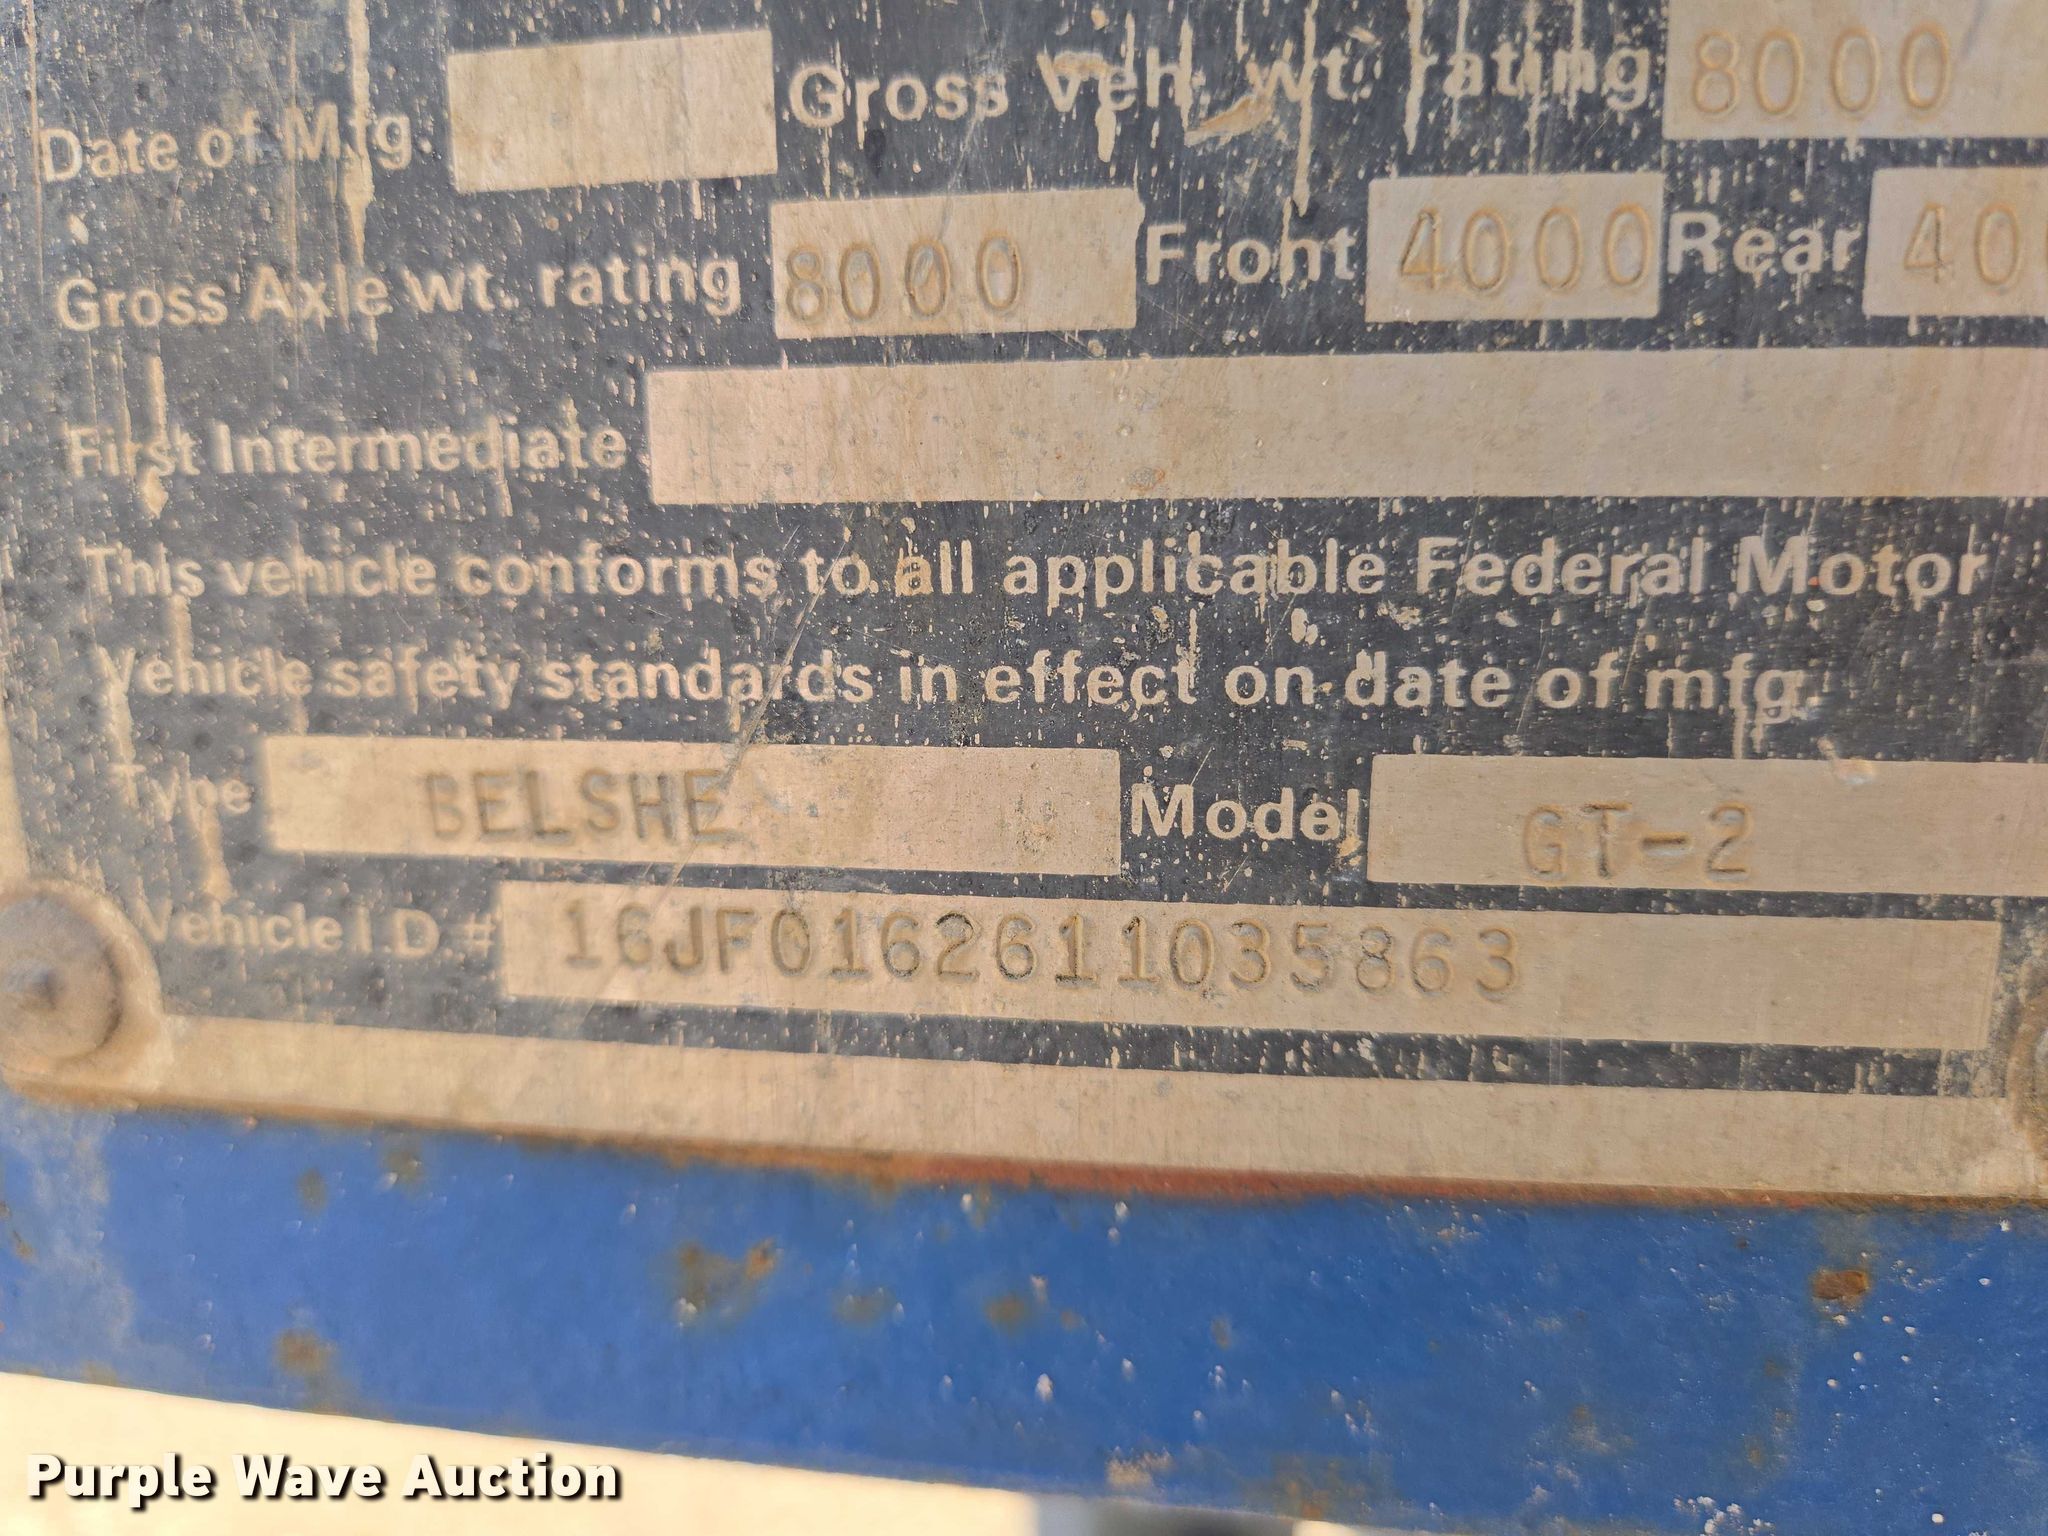 Date of Mfg. Gross Veh. wt. rating 8000
Gross Axle wt. rating 8000 Front 4000 Rear 40
First Intermediate
This vehicle conforms to all applicable Federal Motor
Vehicle safety standards in effect on date of mfg.
Type BELSHE Model GT-2
Vehicle I.D. # 16JF0162611035863
Purple Wave Auction